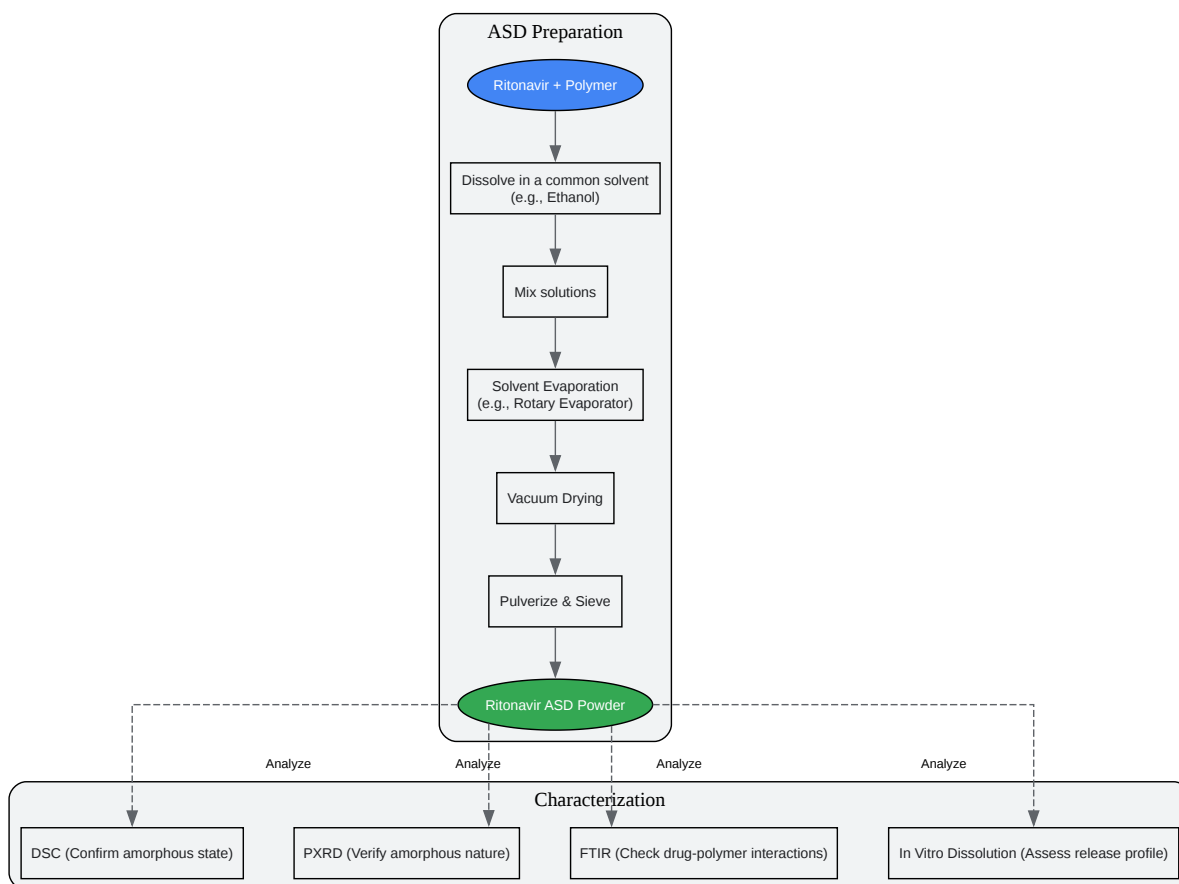 ASD Preparation
Ritonavir + Polymer
Dissolve in a common solvent
(e.g., Ethanol)
Mix solutions
Solvent Evaporation
(e.g., Rotary Evaporator)
Vacuum Drying
Pulverize & Sieve
Ritonavir ASD Powder
Analyze
Analyze
Analyze
Analyze
Characterization
DSC (Confirm amorphous state)
PXRD (Verify amorphous nature)
FTIR (Check drug-polymer interactions)
In Vitro Dissolution (Assess release profile)